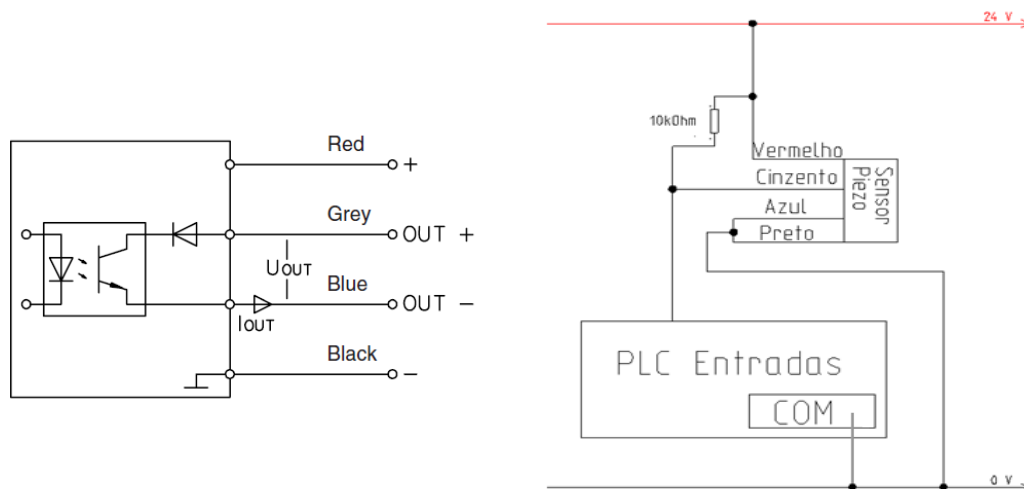 Red
+
Grey
OUT +
UOUT
Blue
OUT −
IOUT
Black
−
24 V
10kOhm
Vermelho
Cinzento
Azul
Preto
Sensor
Piezo
PLC Entradas
COM
0 V